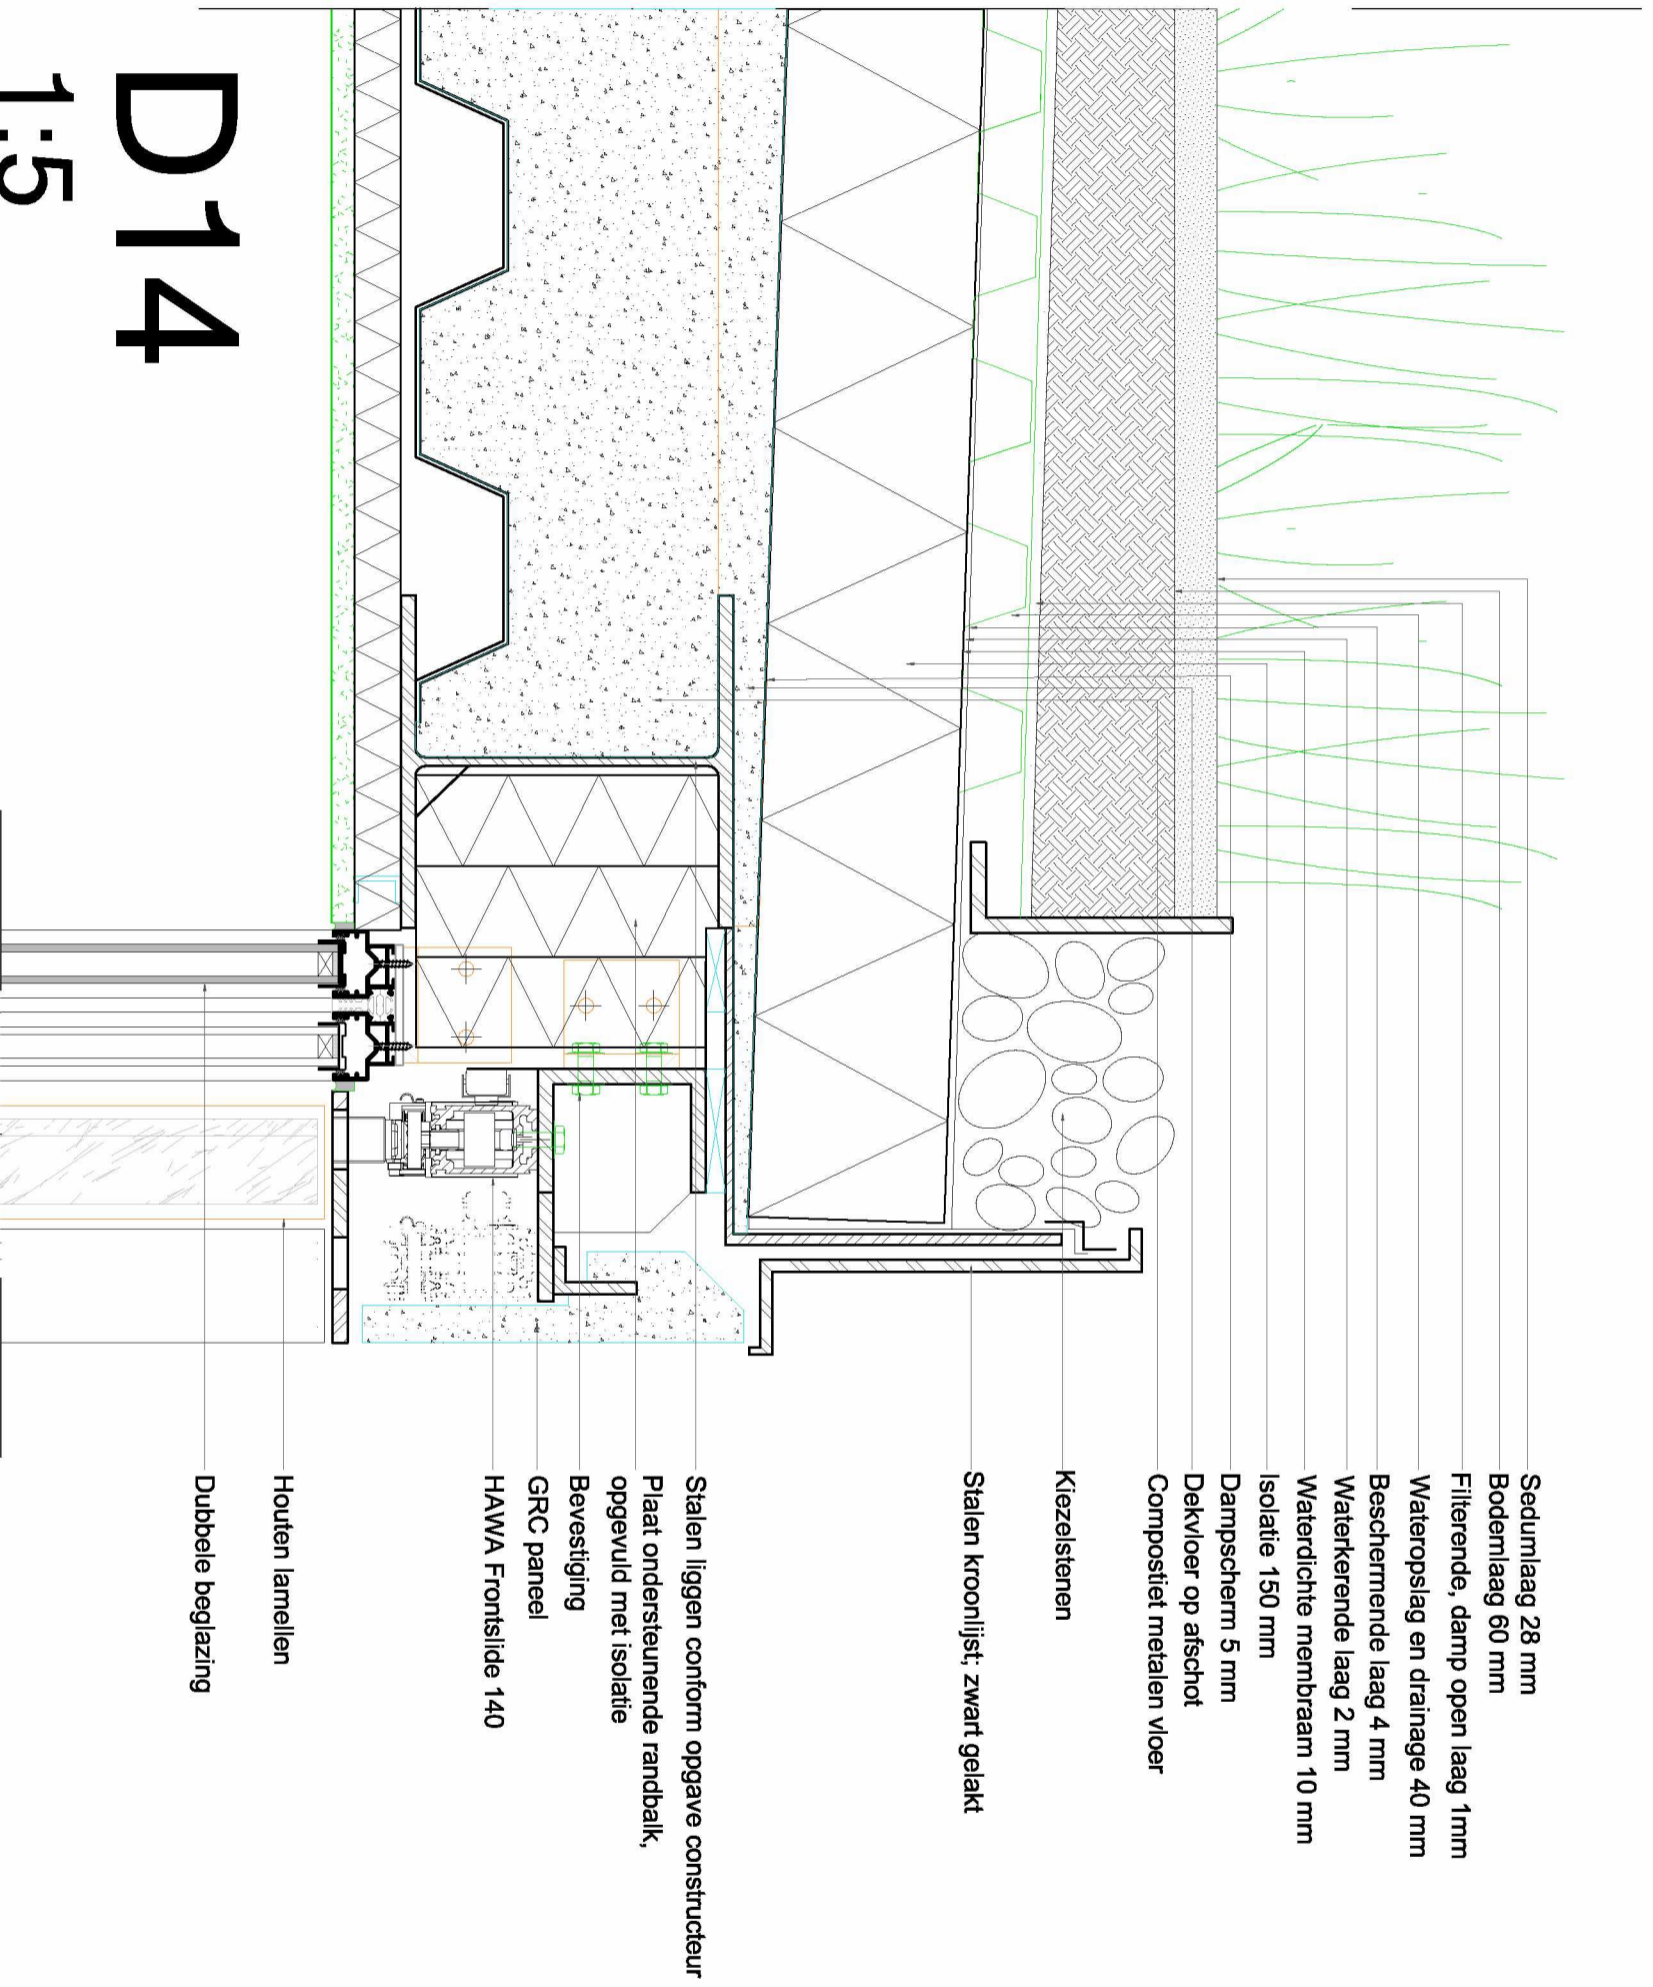 Sedumlaag 28 mm
Bodemlaag 60 mm
Filterende, damp open laag 1mm
Wateropslag en drainage 40 mm
Beschermende laag 4 mm
Waterkerende laag 2 mm
Waterdichte membraam 10 mm
Isolatie 150 mm
Dampscherm 5 mm
Dekvloer op afschot
Compostiet metalen vloer
Kiezelstenen
Stalen kroonlijst; zwart gelakt
Stalen liggen conform opgave constructeur
Plaat ondersteunende randbalk,
opgevuld met isolatie
Bevestiging
GRC paneel
HAWA Frontslide 140
Houten lamellen
Dubbele beglazing
D14
1:5